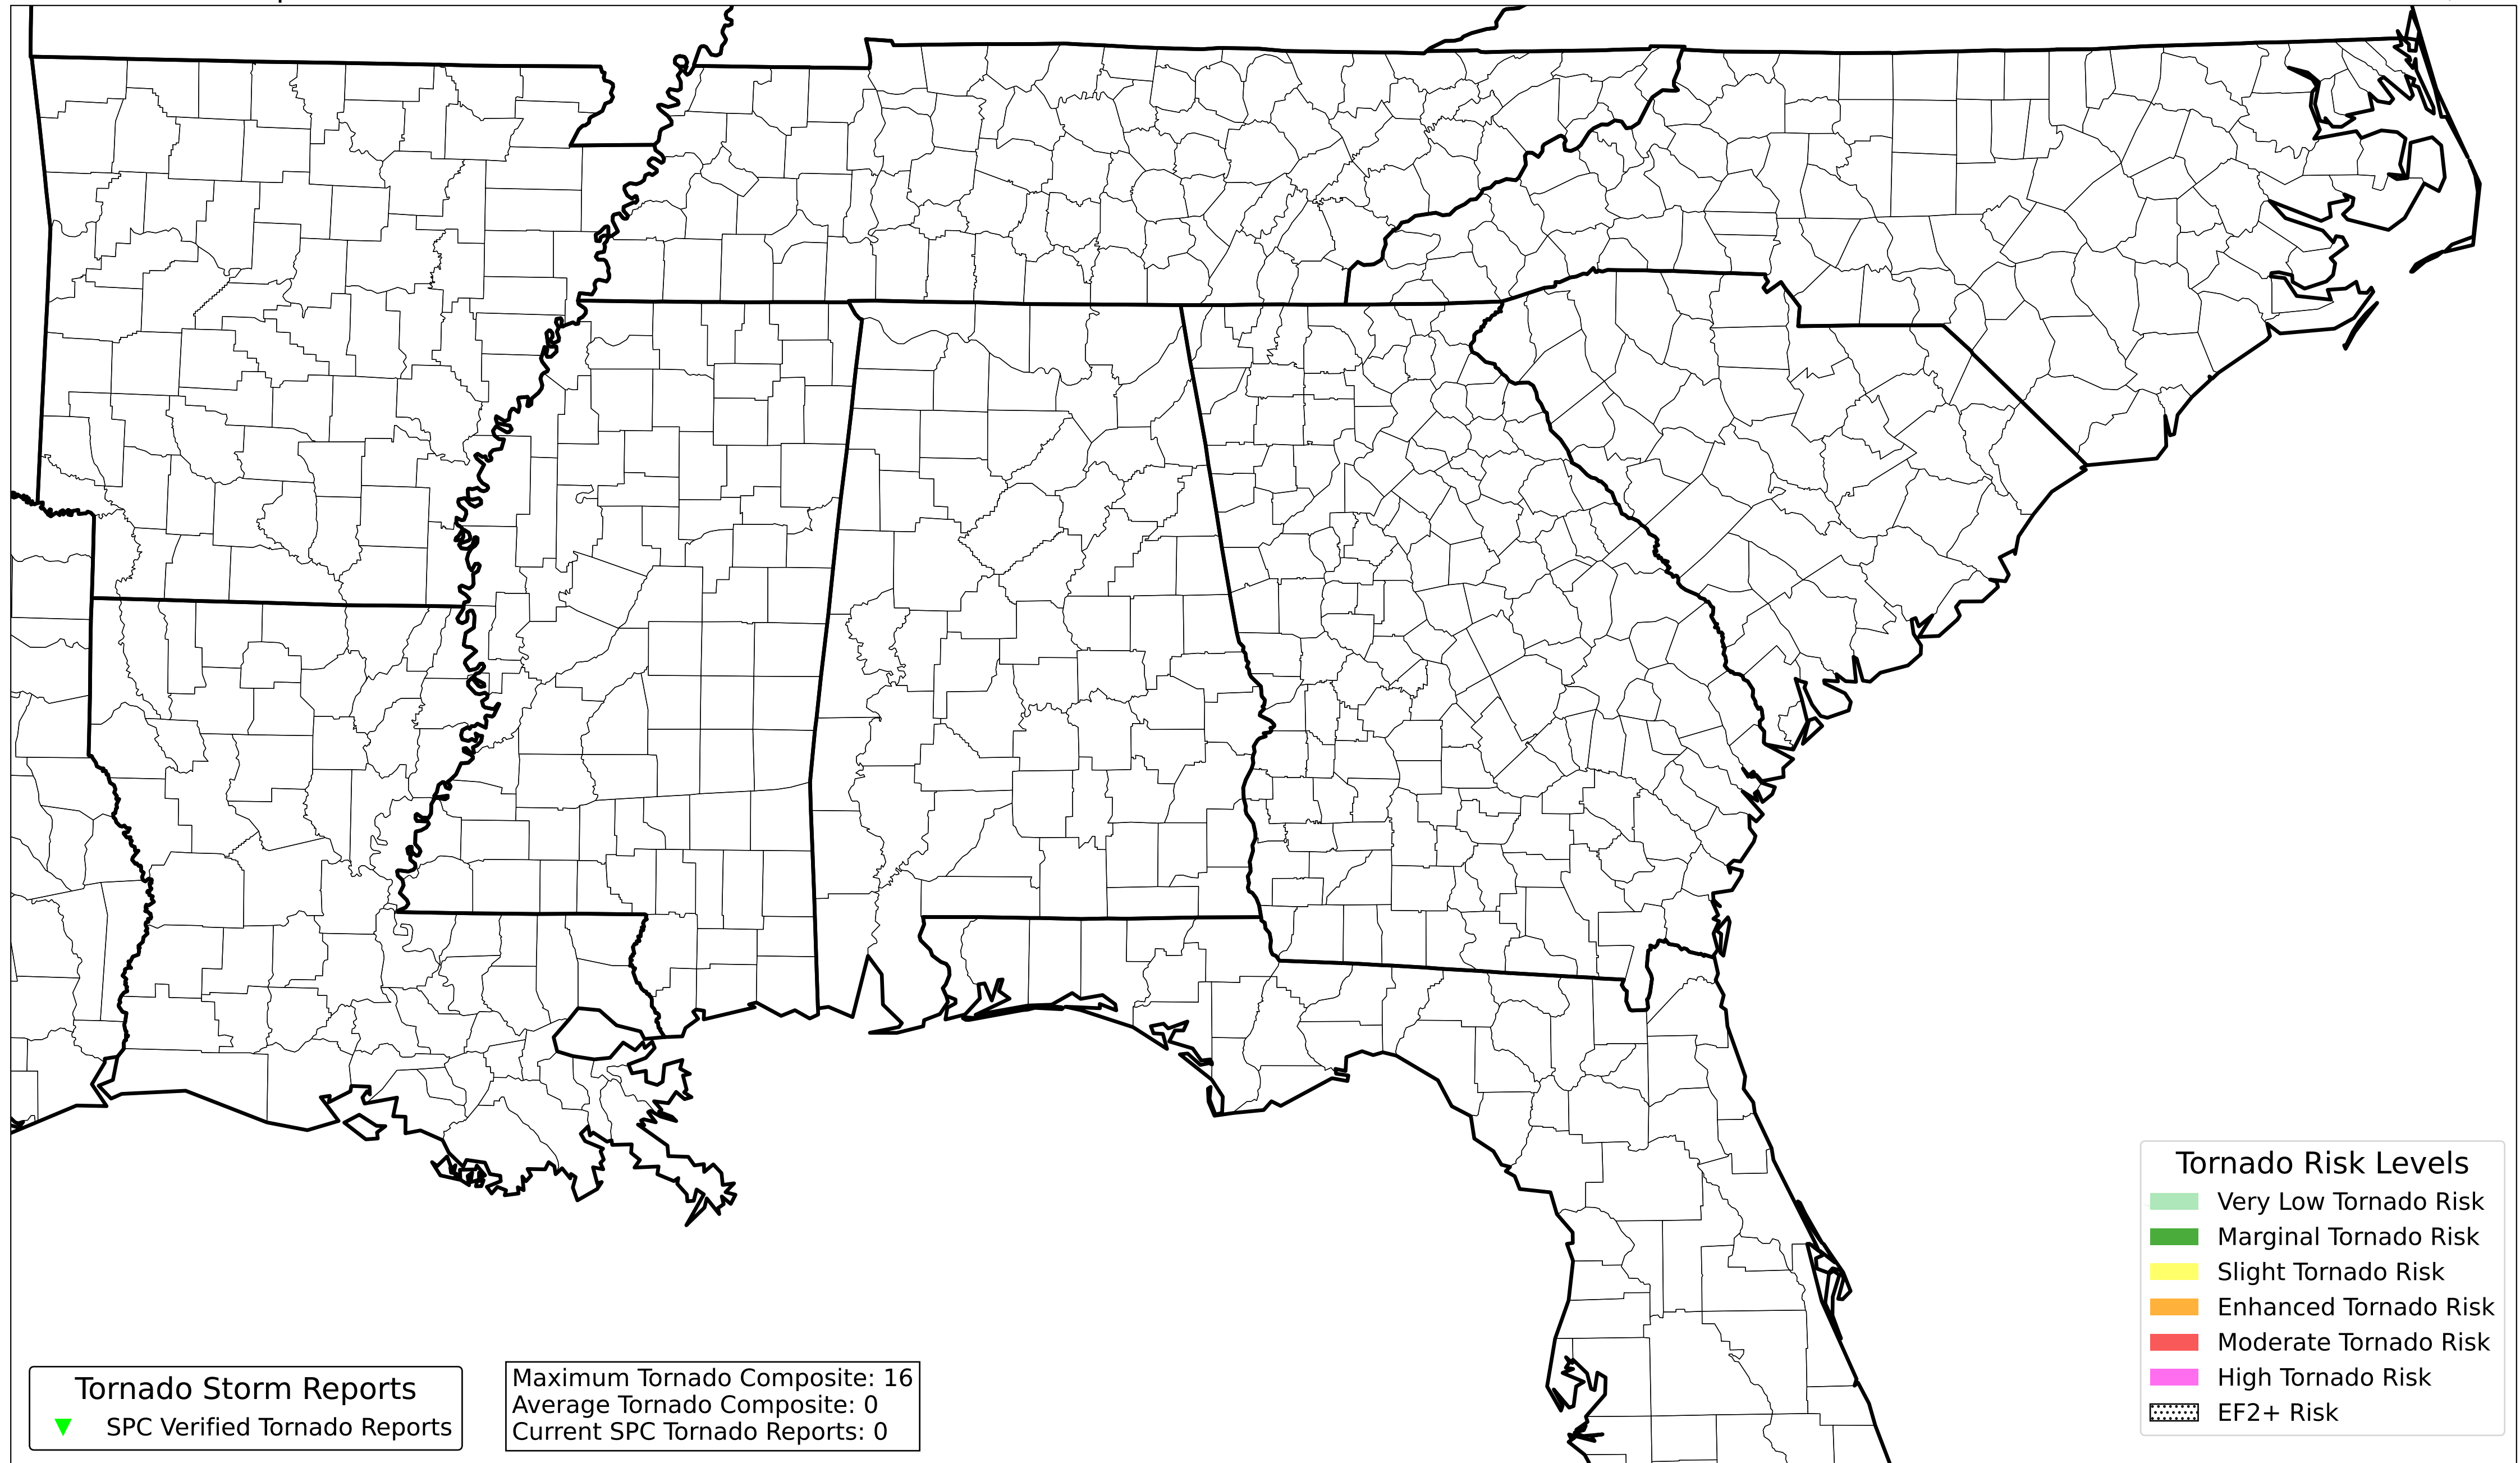 Tornado Risk Levels
Very Low Tornado Risk
Marginal Tornado Risk
Slight Tornado Risk
Enhanced Tornado Risk
Moderate Tornado Risk
High Tornado Risk
EF2+ Risk
Tornado Storm Reports
SPC Verified Tornado Reports
Maximum Tornado Composite: 16
Average Tornado Composite: 0
Current SPC Tornado Reports: 0